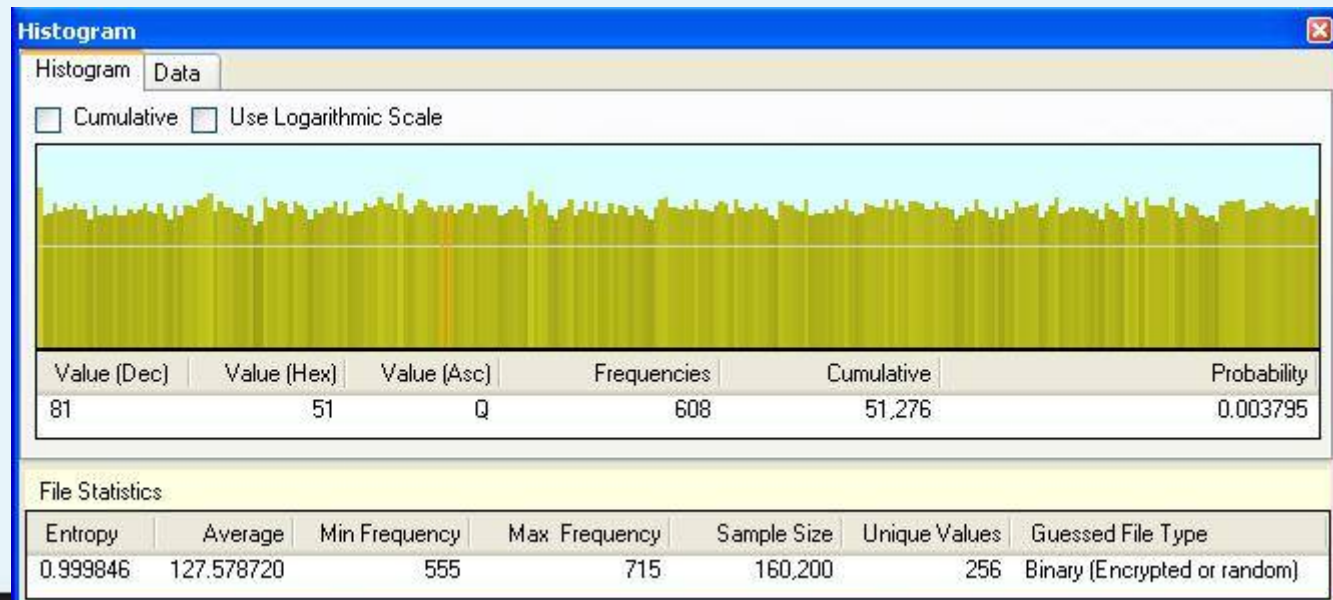 Histogram
Histogram Data
Cumulative Use Logarithmic Scale
Value (Dec) Value (Hex) Value (Asc) Frequencies Cumulative Probability
81 51 Q 608 51,276 0.003795
File Statistics
Entropy Average Min Frequency Max Frequency Sample Size Unique Values Guessed File Type
0.999846 127.578720 555 715 160,200 256 Binary (Encrypted or random)